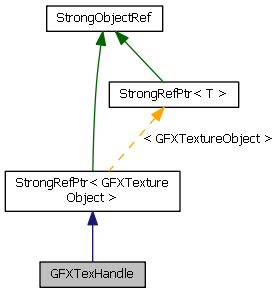 StrongObjectRef
StrongRefPtr< T >
< GFXTextureObject >
StrongRefPtr< GFXTexture
Object >
GFXTexHandle